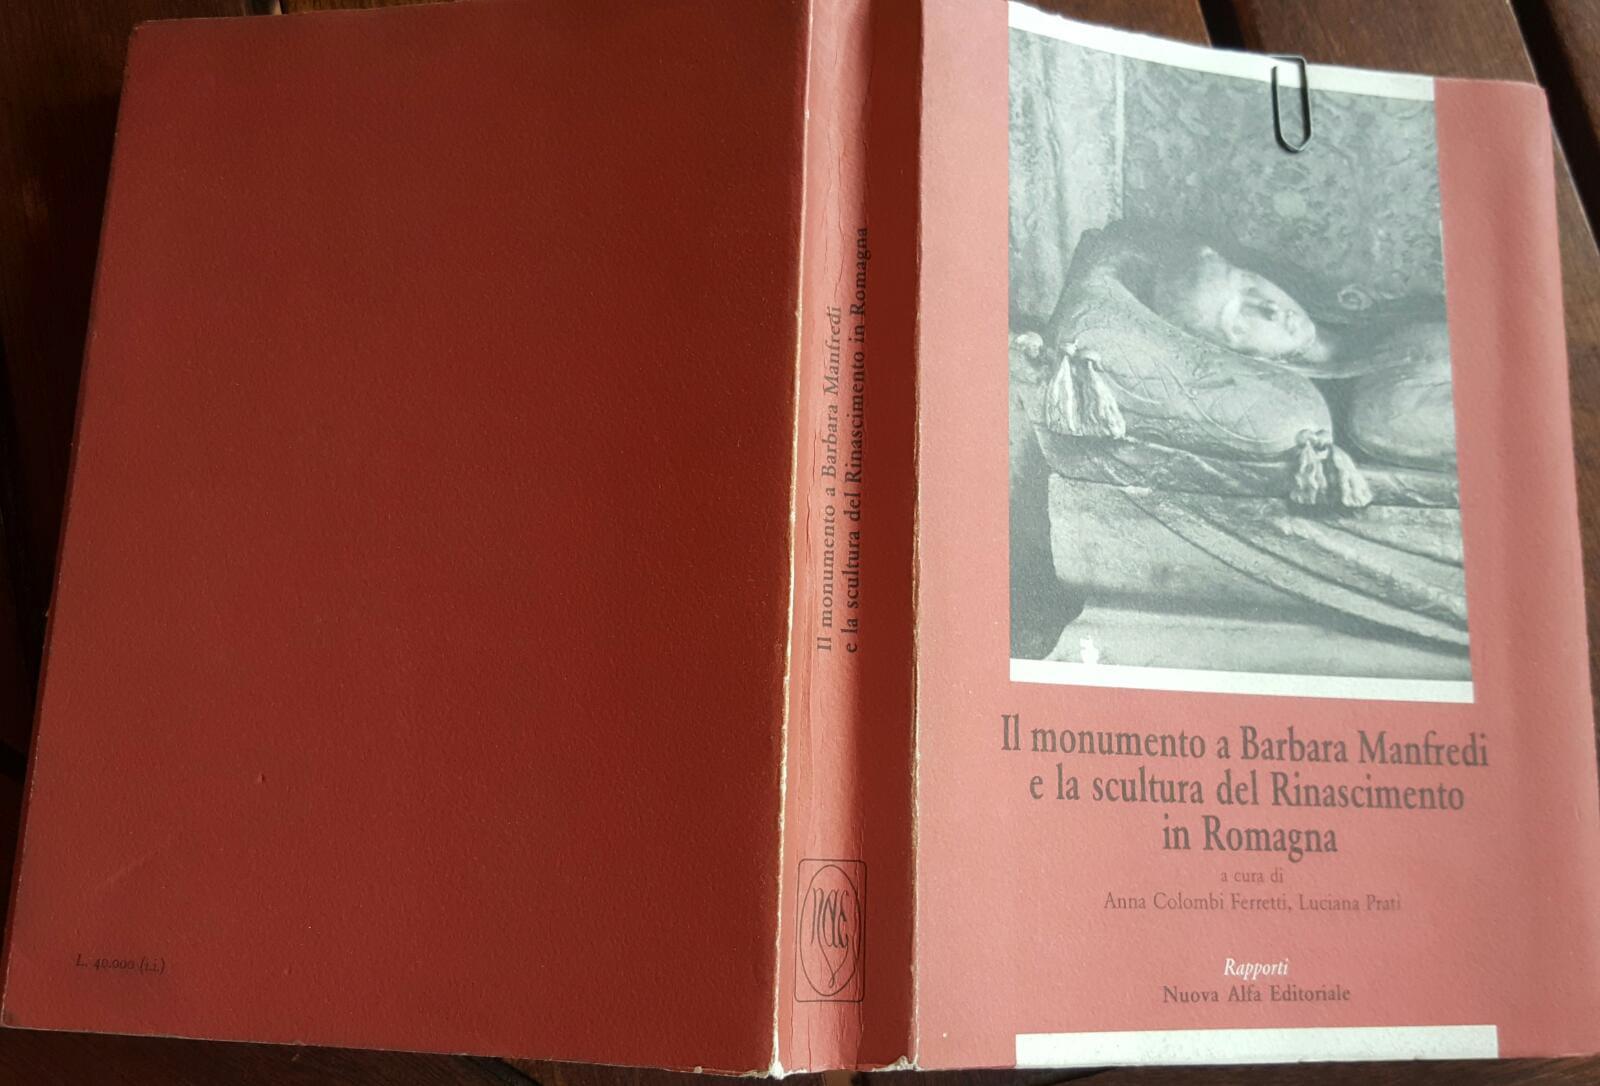 L. 40.000 (i.i.)
Il monumento a Barbara Manfredi
e la scultura del Rinascimento in Romagna
nae
Il monumento a Barbara Manfredi
e la scultura del Rinascimento
in Romagna
a cura di
Anna Colombi Ferretti, Luciana Prati
Rapporti
Nuova Alfa Editoriale